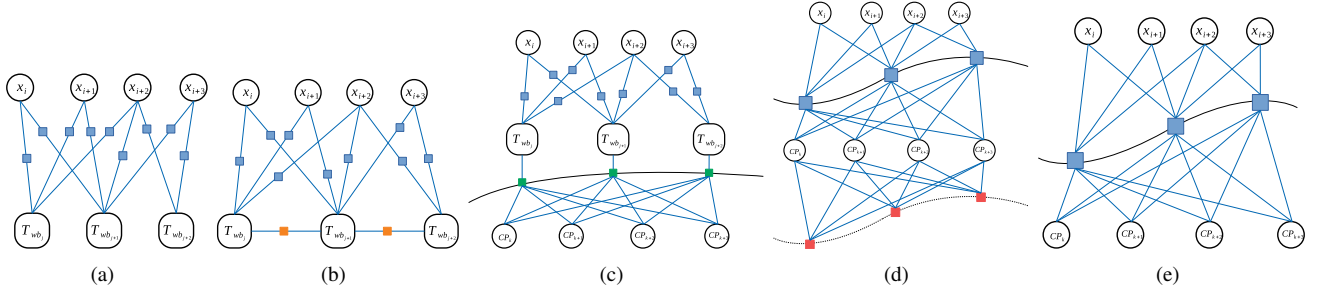 x_i x_{i+1} x_{i+2} x_{i+3}
T_{wb_j} T_{wb_{j+1}} T_{wb_{j+2}}
(a)
x_i x_{i+1} x_{i+2} x_{i+3}
T_{wb_j} T_{wb_{j+1}} T_{wb_{j+2}}
(b)
x_i x_{i+1} x_{i+2} x_{i+3}
T_{wb_j} T_{wb_{j+1}} T_{wb_{j+2}}
CP_k CP_{k+1} CP_{k+2} CP_{k+3}
(c)
x_i x_{i+1} x_{i+2} x_{i+3}
CP_k CP_{k+1} CP_{k+2} CP_{k+3}
(d)
x_i x_{i+1} x_{i+2} x_{i+3}
CP_k CP_{k+1} CP_{k+2} CP_{k+3}
(e)